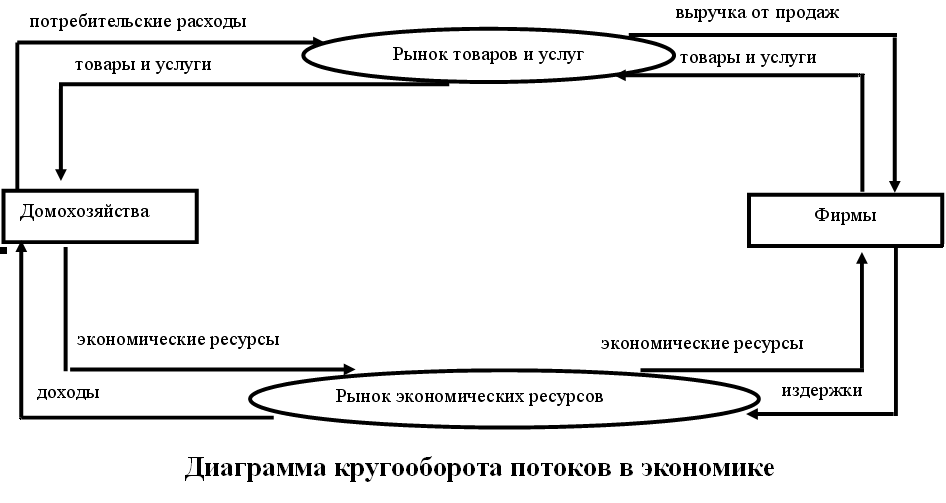 потребительские расходы
выручка от продаж
Рынок товаров и услуг
товары и услуги
товары и услуги
Домохозяйства
Фирмы
экономические ресурсы
экономические ресурсы
доходы
Рынок экономических ресурсов
издержки
Диаграмма кругооборота потоков в экономике